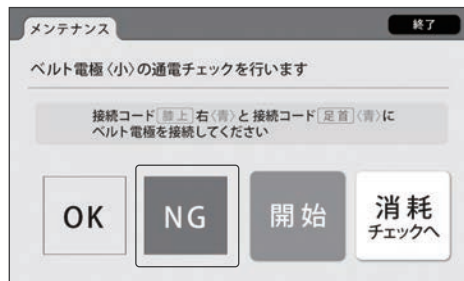 メンテナンス
終了
ベルト電極〈小〉の通電チェックを行います
接続コード 膝上 右〈青〉と 接続コード 足首〈青〉に
ベルト電極を接続してください
OK
NG
開始
消耗
チェックへ